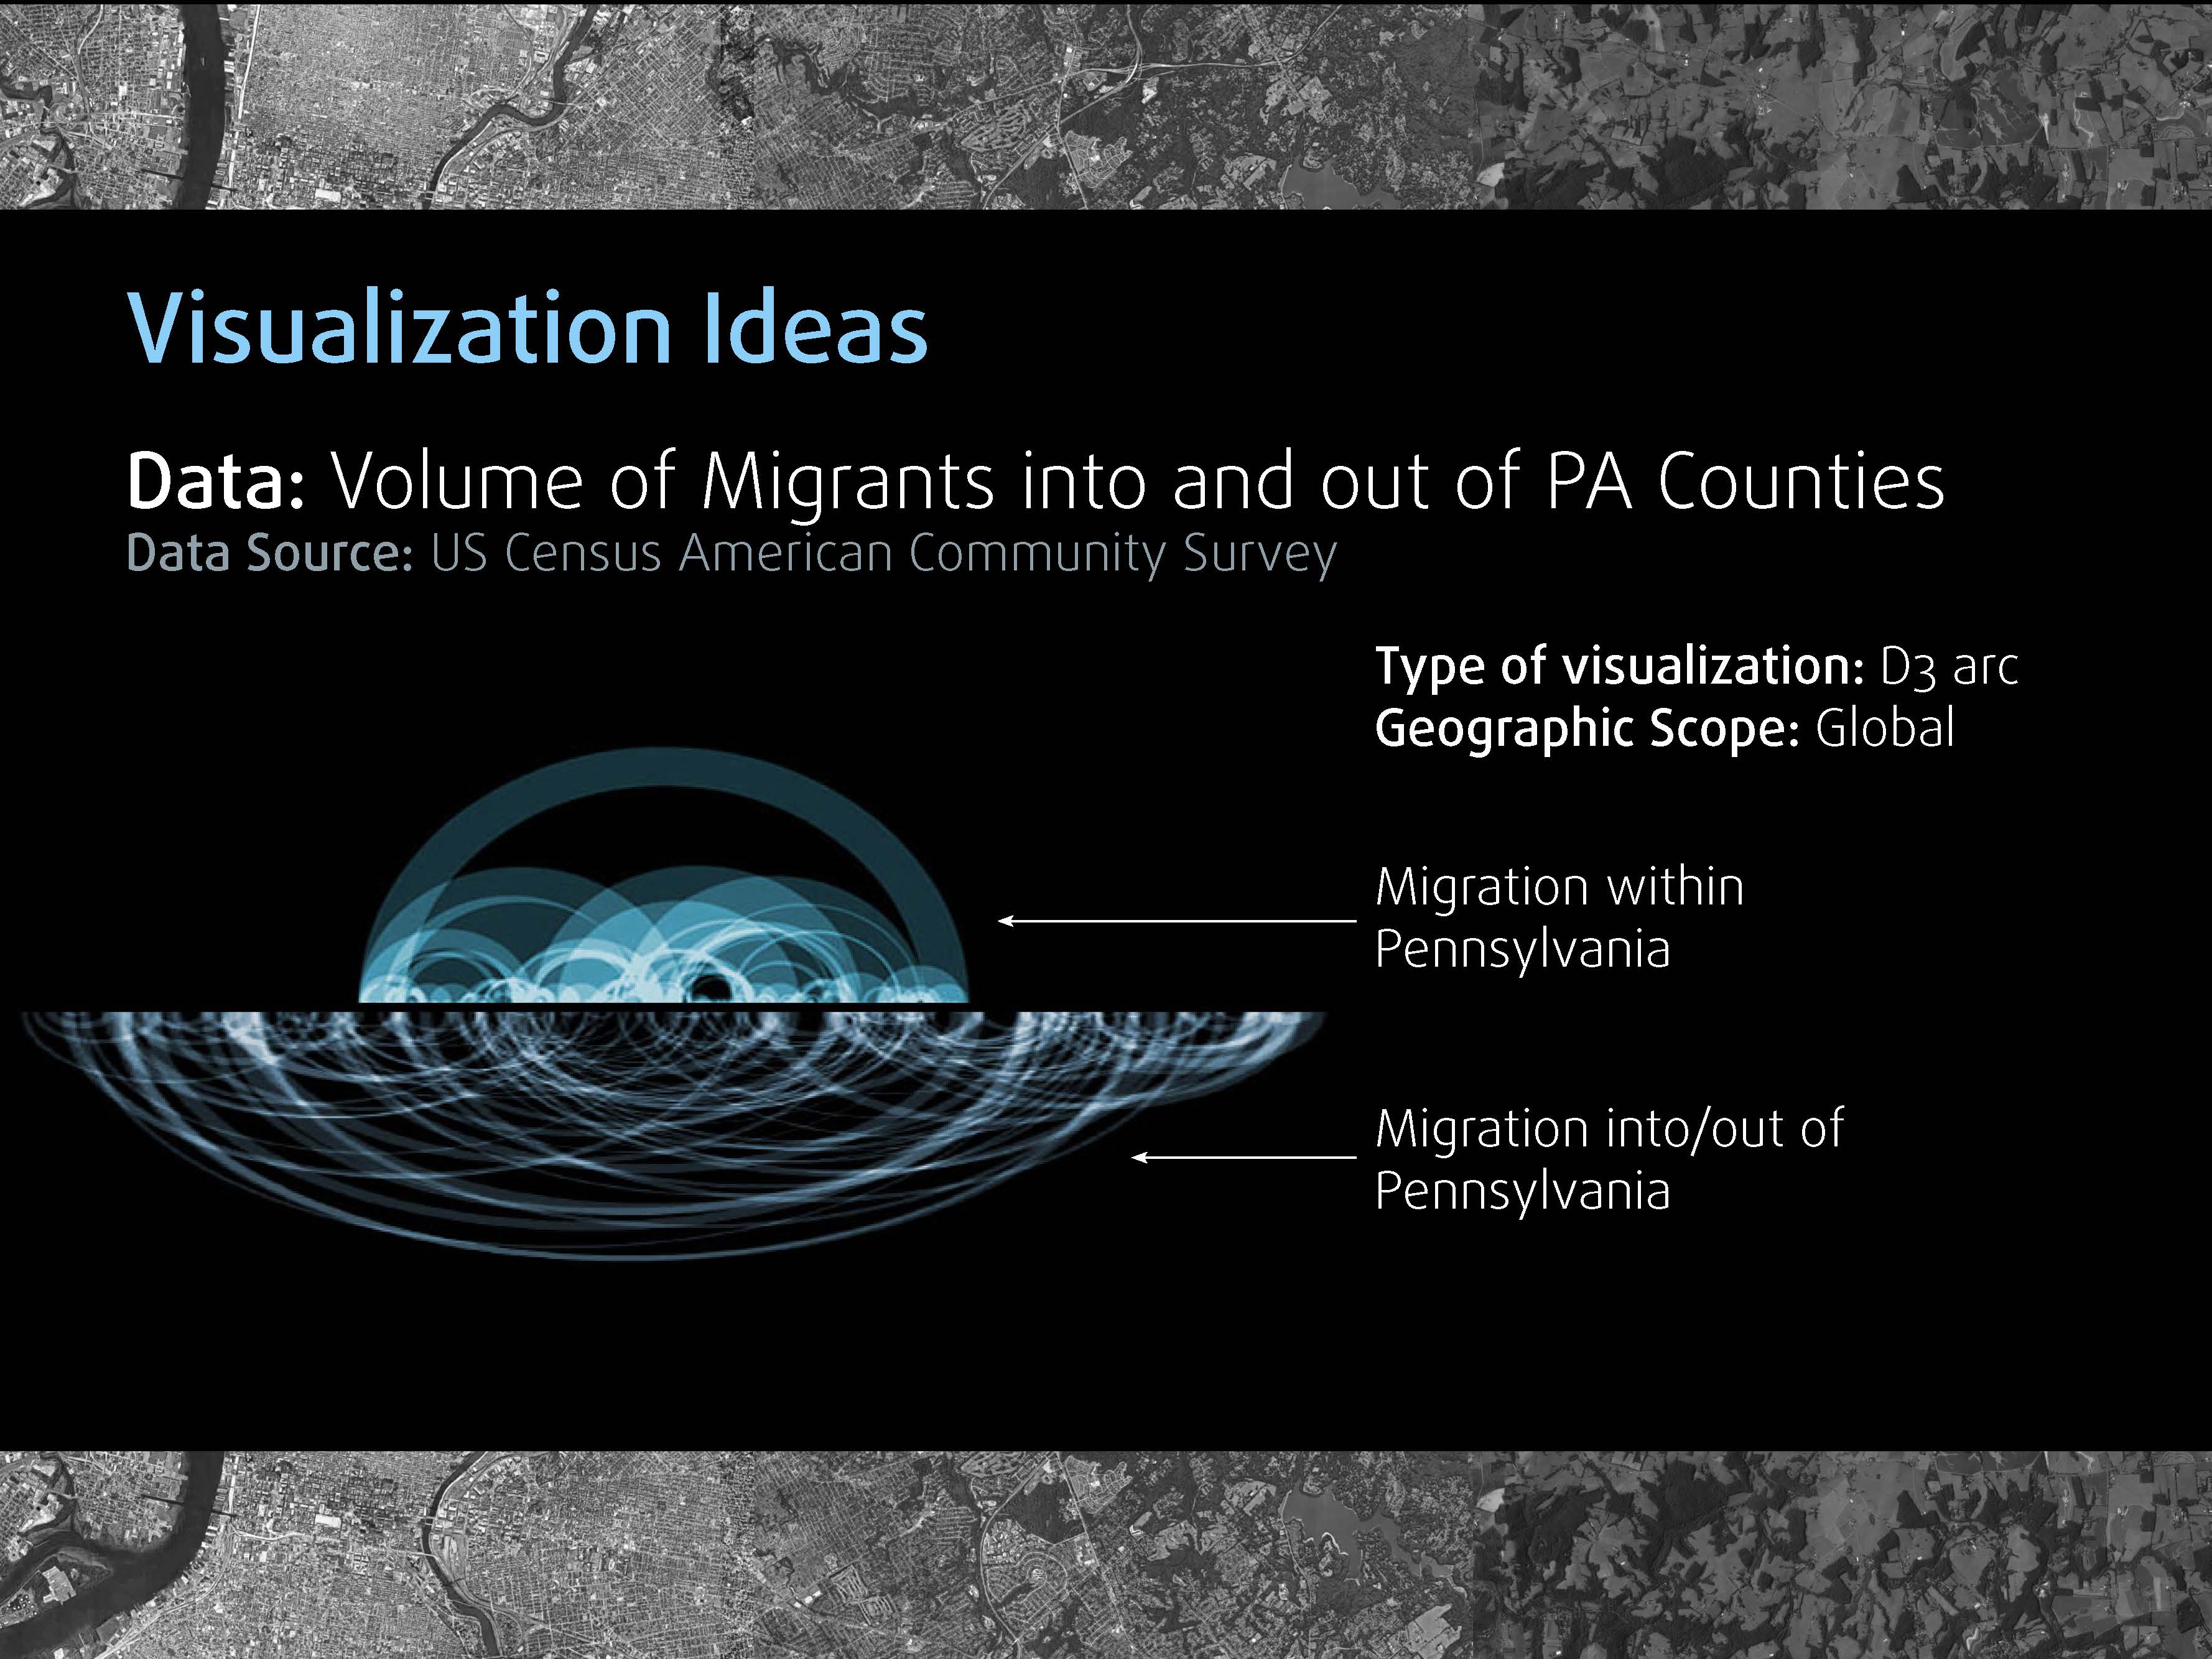 Visualization Ideas
Data: Volume of Migrants into and out of PA Counties
Data Source: US Census American Community Survey
Type of visualization: D3 arc
Geographic Scope: Global
Migration within
Pennsylvania
Migration into/out of
Pennsylvania